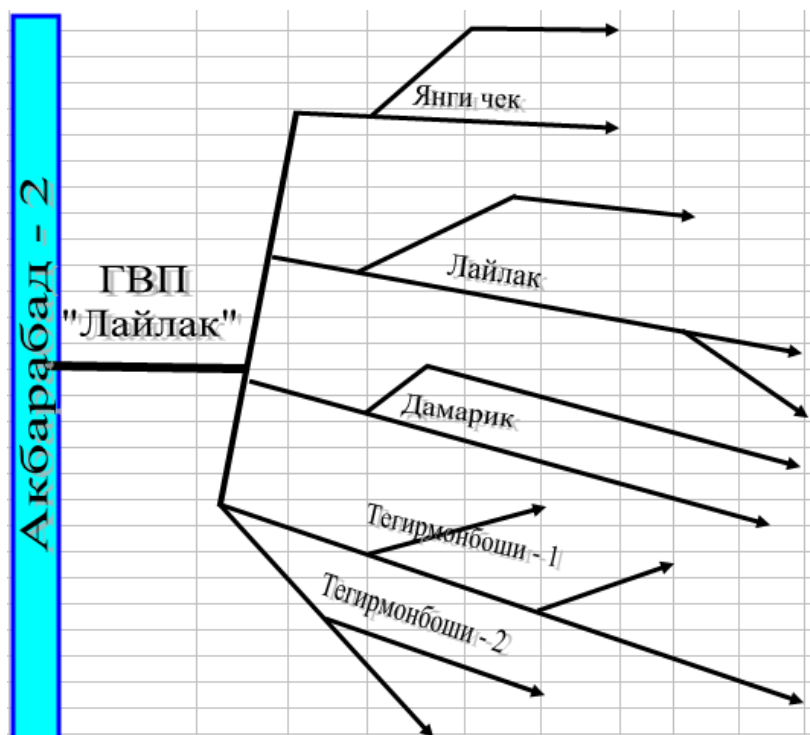 Акбарабад - 2
ГВП
"Лайлак"
Янги чек
Лайлак
Дамарик
Тегирмонбоши - 1
Тегирмонбоши - 2